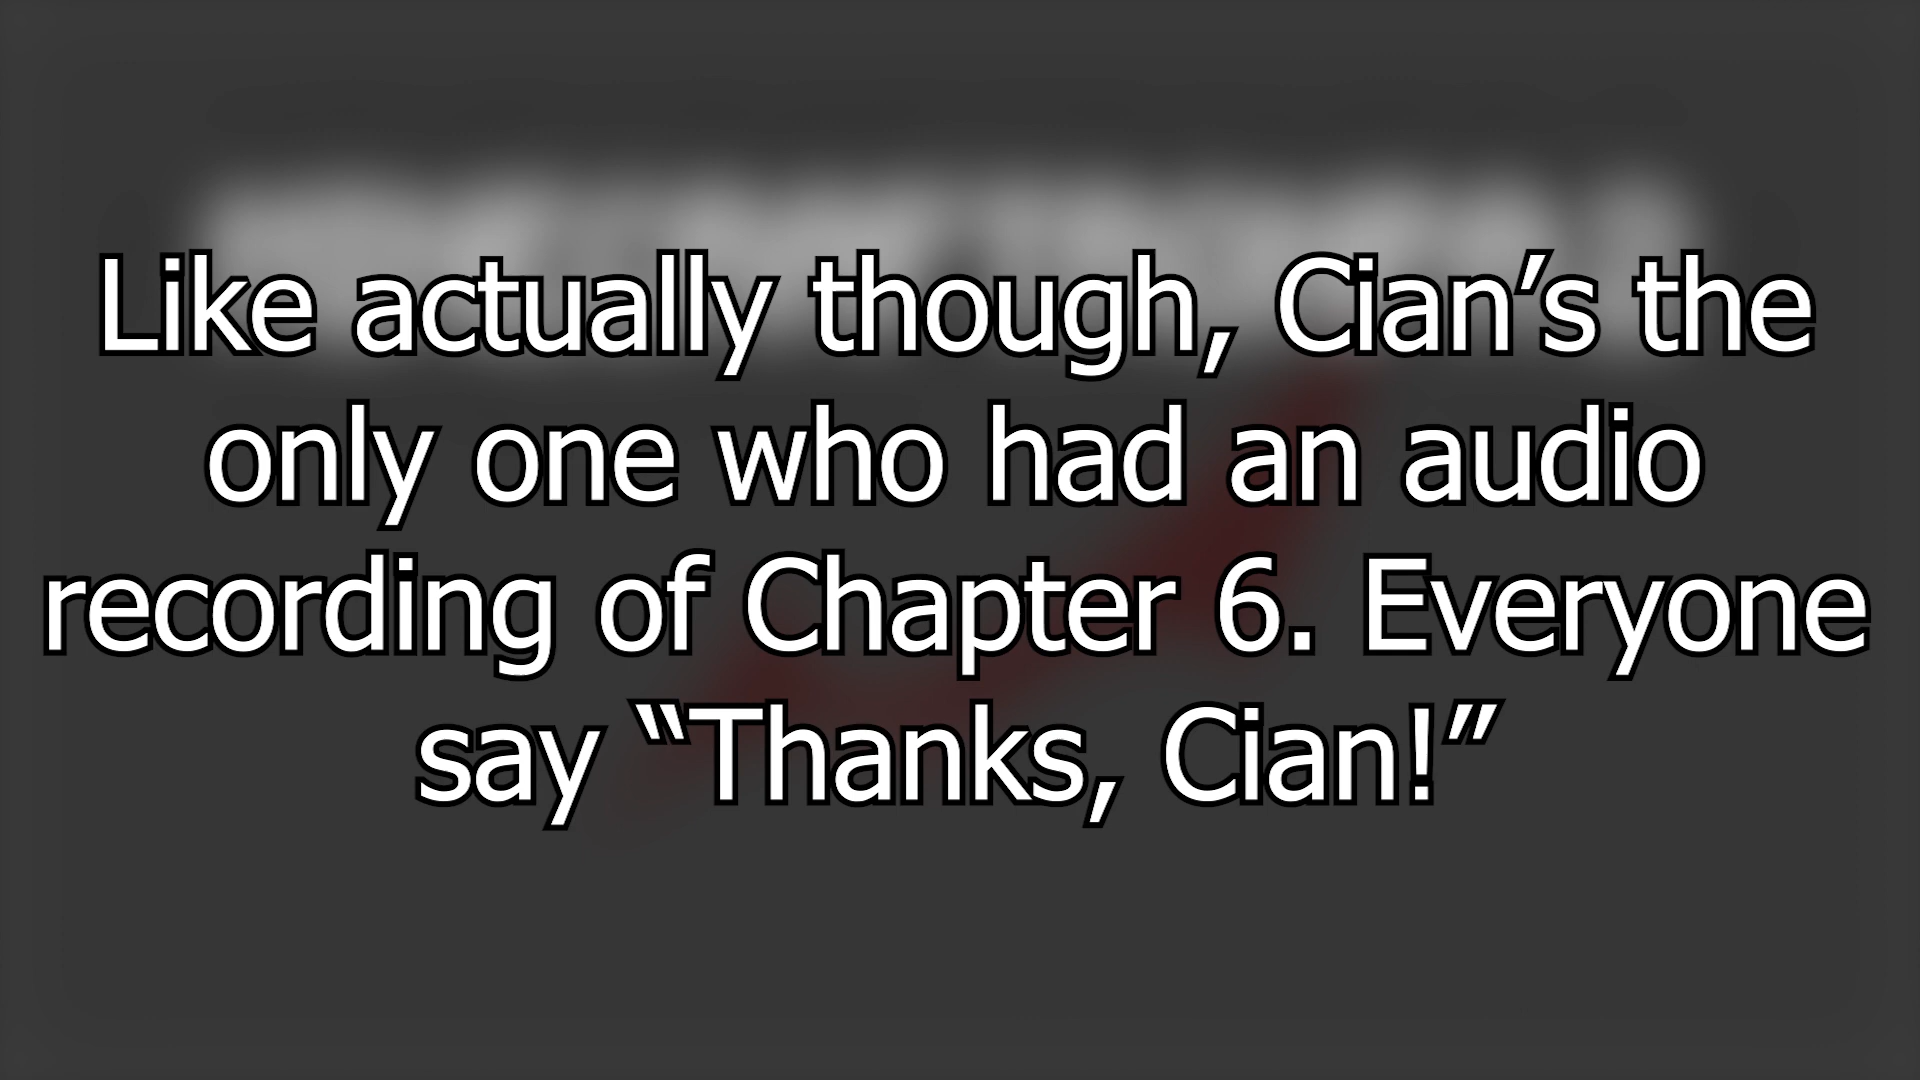 Like actually though, Cian’s the
only one who had an audio
recording of Chapter 6. Everyone
say “Thanks, Cian!”